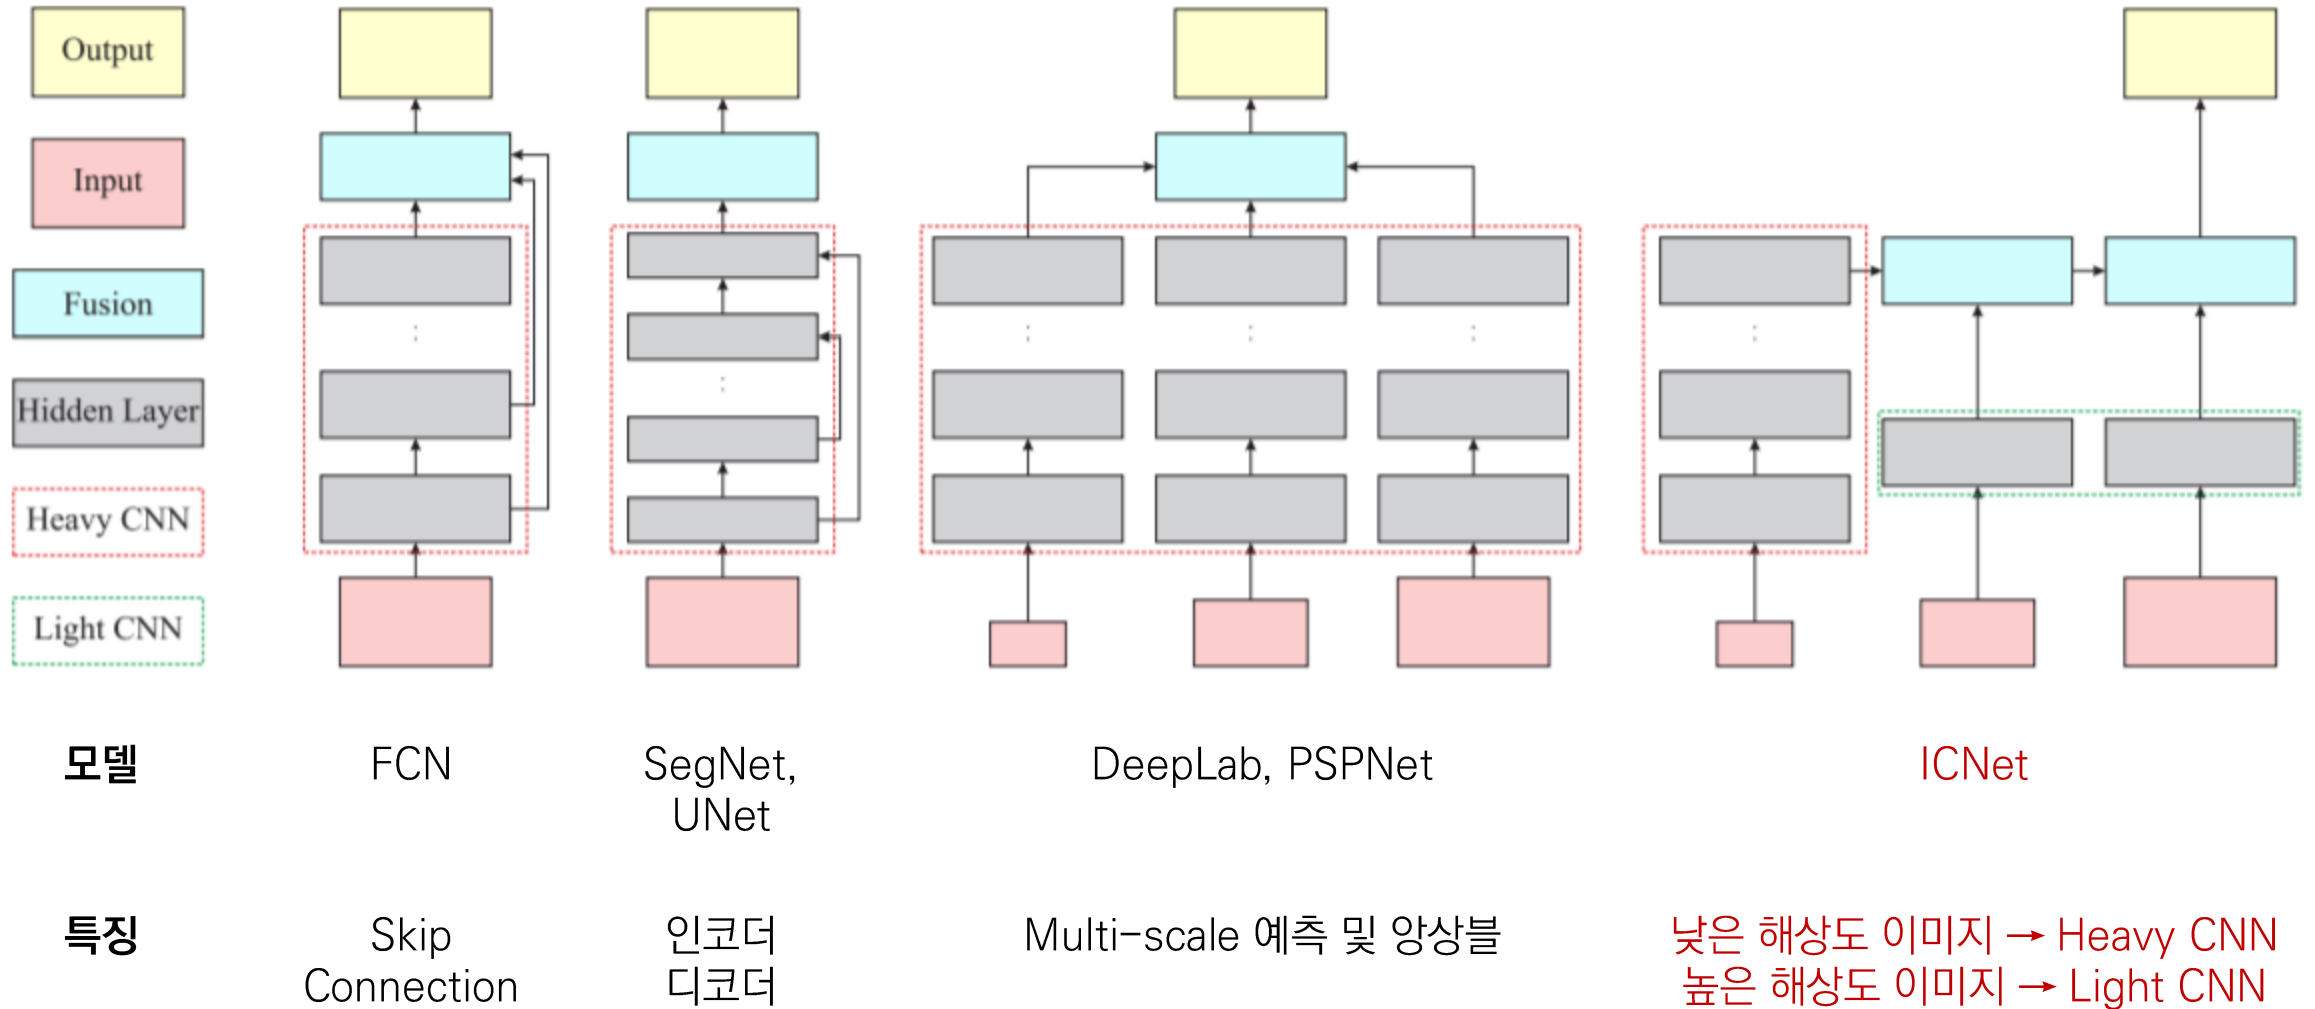 Output
Input
Fusion
Hidden Layer
Heavy CNN
Light CNN
모델
FCN
SegNet,
UNet
DeepLab, PSPNet
ICNet
특징
Skip
Connection
인코더
디코더
Multi-scale 예측 및 앙상블
낮은 해상도 이미지 → Heavy CNN
높은 해상도 이미지 → Light CNN